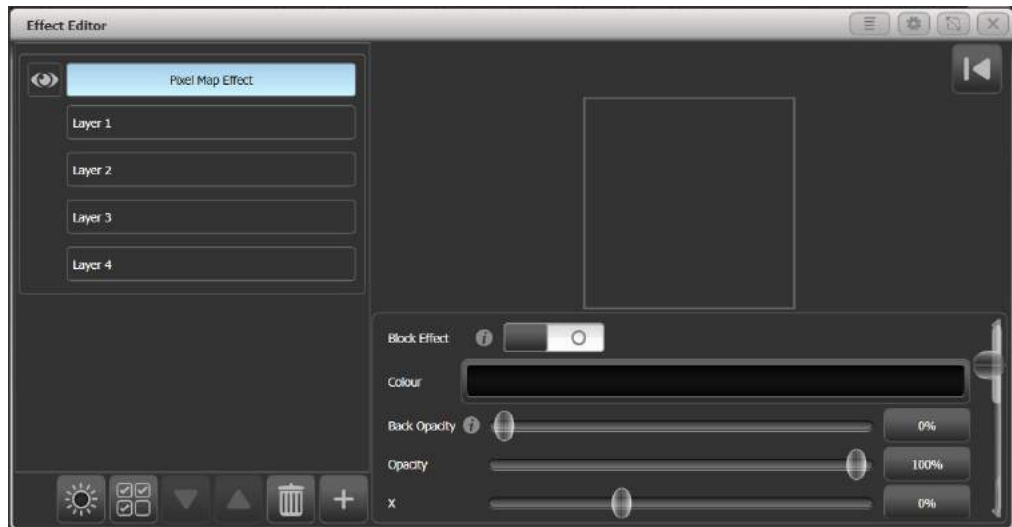 Effect Editor
Pixel Map Effect
Layer 1
Layer 2
Layer 3
Layer 4
Block Effect
Colour
Back Opacity 0%
Opacity 100%
X 0%